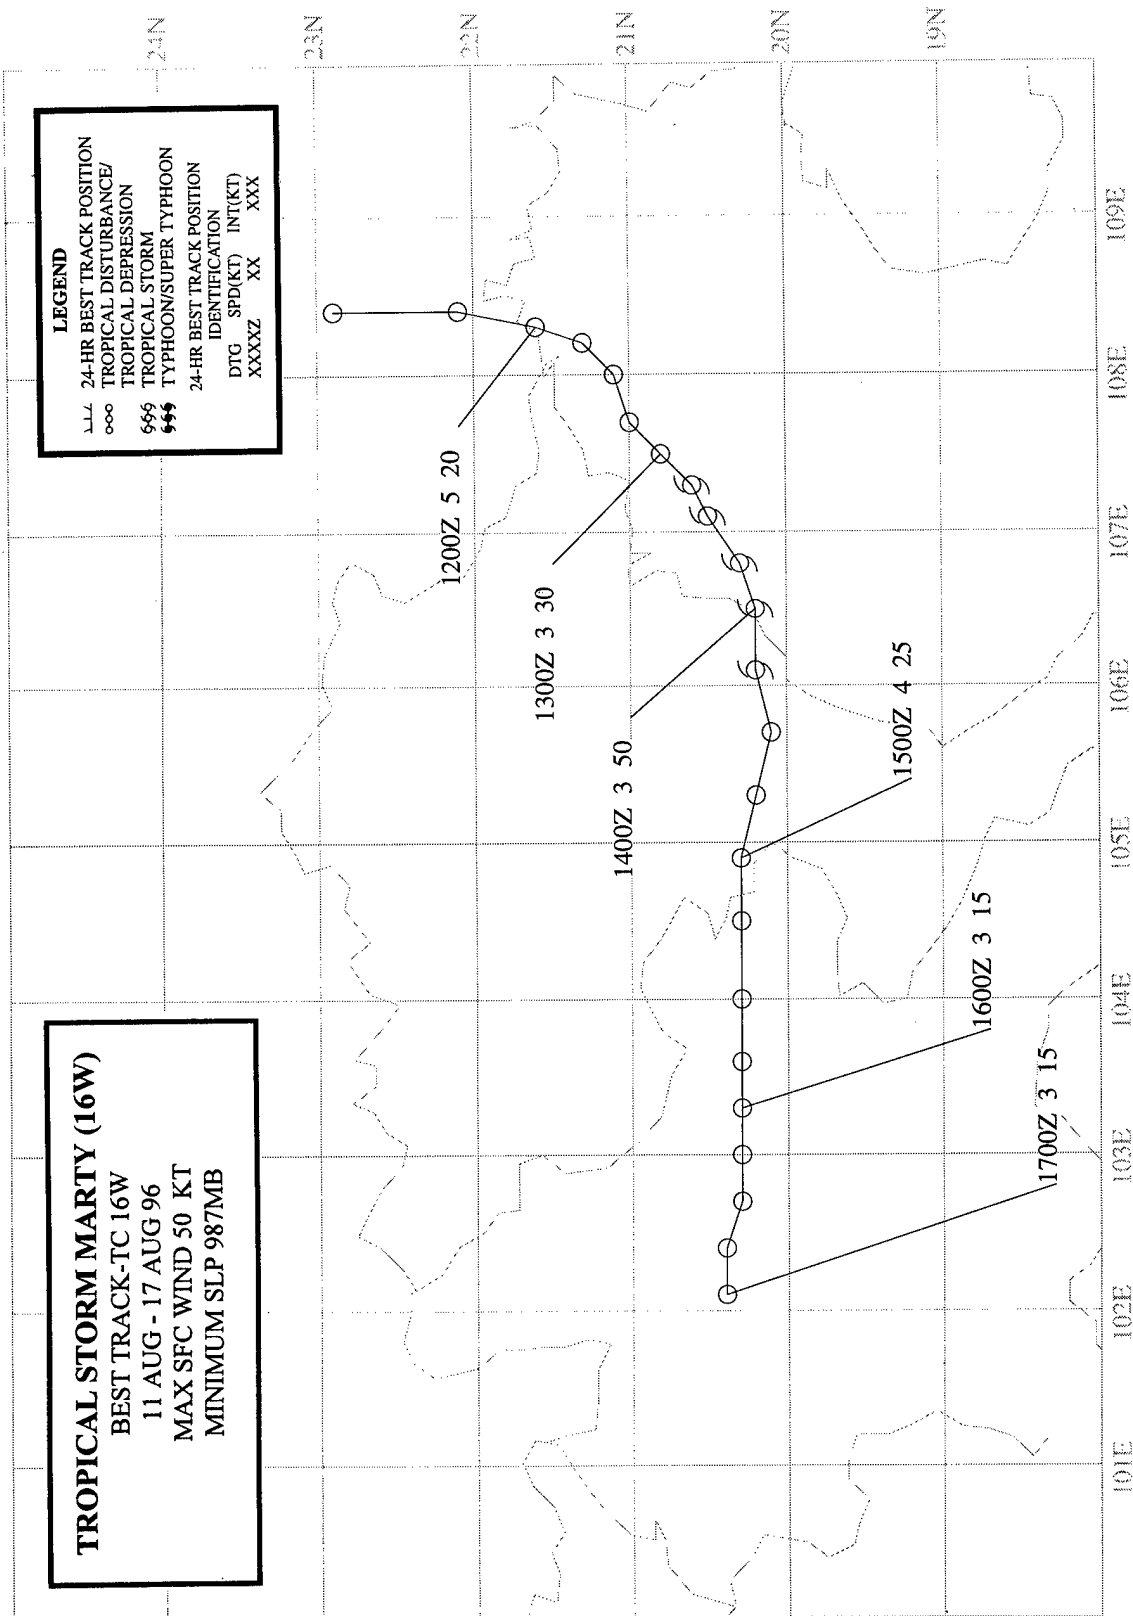 TROPICAL STORM MARTY (16W)
BEST TRACK-TC 16W
11 AUG - 17 AUG 96
MAX SFC WIND 50 KT
MINIMUM SLP 987MB
LEGEND
24-HR BEST TRACK POSITION
TROPICAL DISTURBANCE/
TROPICAL DEPRESSION
TROPICAL STORM
TYPHOON/SUPER TYPHOON
24-HR BEST TRACK POSITION
IDENTIFICATION
DTG SPD(KT) INT(KT)
XXXXZ XX XXX
24N
23N
22N
21N
20N
19N
1200Z 5 20
1300Z 3 30
1400Z 3 50
1500Z 4 25
1600Z 3 15
1700Z 3 15
101E
102E
103E
104E
105E
106E
107E
108E
109E